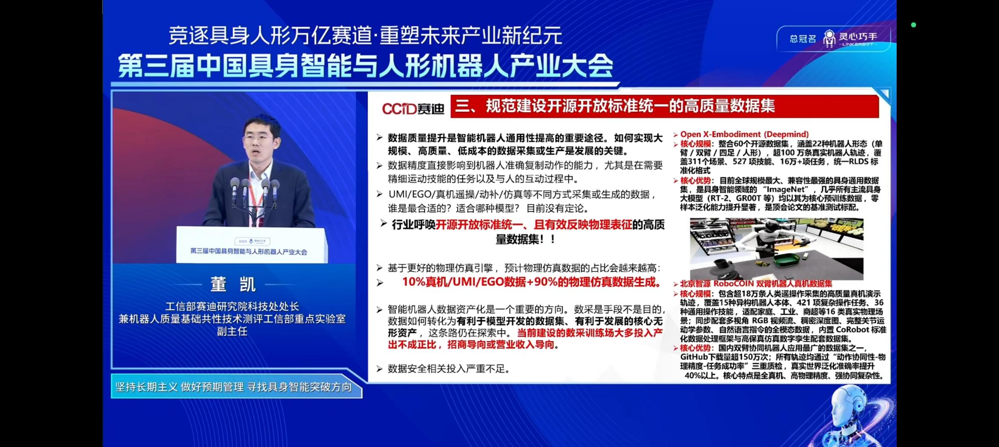 竞逐具身人形万亿赛道·重塑未来产业新纪元
第三届中国具身智能与人形机器人产业大会
总冠名 灵心巧手
-LINKERBOT-
总冠名 灵心巧手
第三届中国具身智能与人形机器人产业大会
董 凯
工信部赛迪研究院科技处处长
兼机器人质量基础共性技术测评工信部重点实验室
副主任
坚持长期主义 做好预期管理 寻找具身智能突破方向
CCID赛迪
三、规范建设开源开放标准统一的高质量数据集
➢ 数据质量提升是智能机器人通用性提高的重要途径。如何实现大
规模、高质量、低成本的数据采集或生产是发展的关键。
➢ 数据精度直接影响到机器人准确复制动作的能力，尤其是在需要
精细运动技能的任务以及与人的互动过程中。
➢ UMI/EGO/真机遥操/动补/仿真等不同方式采集或生成的数据，
谁是最合适的？适合哪种模型？ 目前没有定论。
➢ 行业呼唤开源开放标准统一、且有效反映物理表征的高质
量数据集！！
➢ 基于更好的物理仿真引擎，预计物理仿真数据的占比会越来越高：
➢ 10%真机/UMI/EGO数据+90%的物理仿真数据生成。
➢ 智能机器人数据资产化是一个重要的方向。数采是手段不是目的，
数据如何转化为有利于模型开发的数据集、有利于发展的核心无
形资产，这条路仍在探索中。当前建设的数采训练场大多投入产
出不成正比，招商导向或营业收入导向。
➢ 数据安全相关投入严重不足。
➢ Open X-Embodiment (Deepmind)
➢ 核心规模：整合60个开源数据集，涵盖22种机器人形态（单
臂 / 双臂 / 四足 / 人形），超100 万条真实机器人轨迹，覆
盖311个场景、527 项技能、16万+项任务，统一RLDS 标
准化格式
➢ 核心优势：目前全球规模最大、兼容性最强的具身通用数据
集，是具身智能领域的 “ImageNet”，几乎所有主流具身
大模型（RT-2、GR00T 等）均以其为核心预训练数据，零
样本泛化能力提升显著，是顶会论文的基准测试标配。
➢ 北京智源 RoboCOIN 双臂机器人真机数据集
➢ 核心规模：包含超18万条人类遥操作采集的高质量真机演示
轨迹，覆盖15种异构机器人本体、421 项复杂操作任务、36
种通用操作技能，适配家庭、工业、商超等16 类真实物理场
景；同步配套多视角 RGB 视频流、稠密深度图、完整关节运
动学参数、自然语言指令的全模态数据，内置 CoRobot 标准
化数据处理框架与高保真仿真数字孪生配套数据集。
➢ 核心优势：国内双臂协同机器人应用最广的数据集之一，
GitHub下载量超150万次；所有轨迹均通过“动作协同性-物
理精度-任务成功率”三重质检，真实世界泛化准确率提升
40%以上。核心特点是全真机、高物理精度、强协同复杂性。